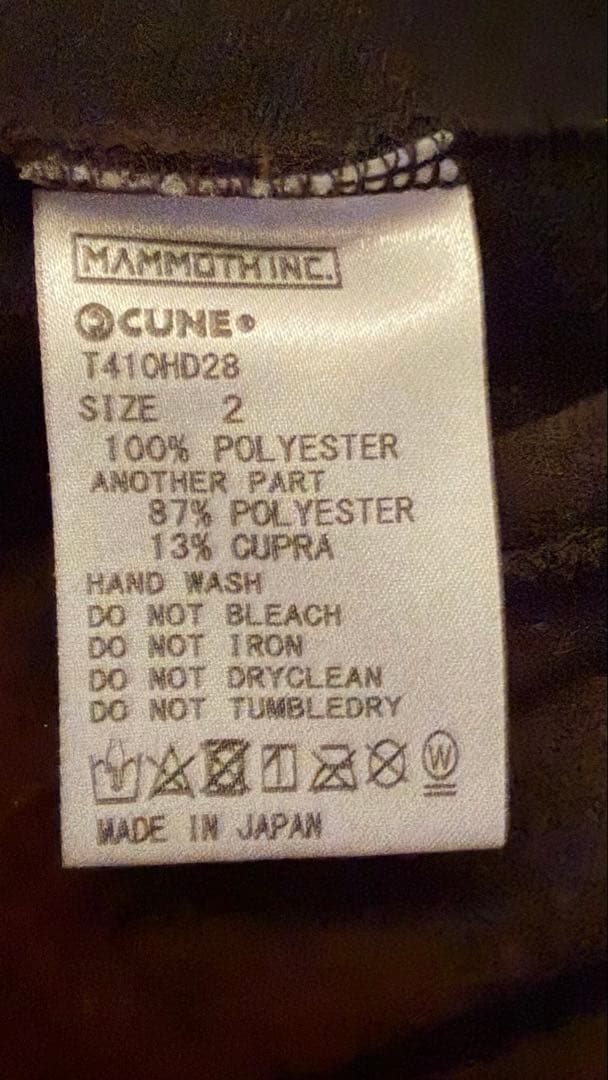 MAMMOTH INC.
CUNE®
T410HD28
SIZE 2
100% POLYESTER
ANOTHER PART
87% POLYESTER
13% CUPRA
HAND WASH
DO NOT BLEACH
DO NOT IRON
DO NOT DRYCLEAN
DO NOT TUMBLEDRY
W
MADE IN JAPAN